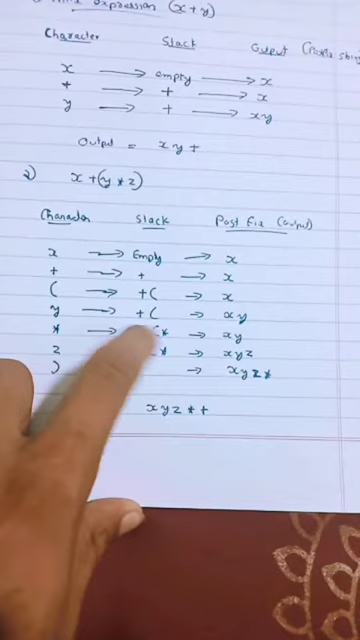 expression (x+y)
Character Stack Output (Postfix
x → empty → x
+ → + → x
y → + → xy
Output = xy+
2) x+(y*z)
Character Stack Post fix (output)
x → Empty → x
+ → + → x
( → +( → x
y → +( → xy
* → (* → xy
z * → xyz
) → xyz*
xyz*+